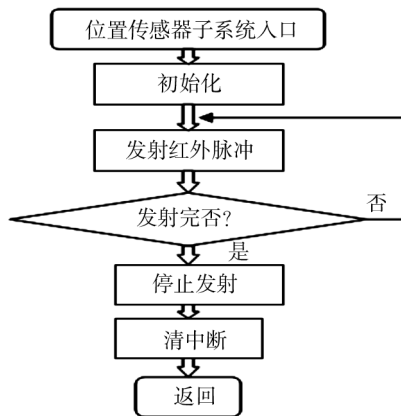 位置传感器子系统入口
初始化
发射红外脉冲
发射完否?
否
是
停止发射
清中断
返回